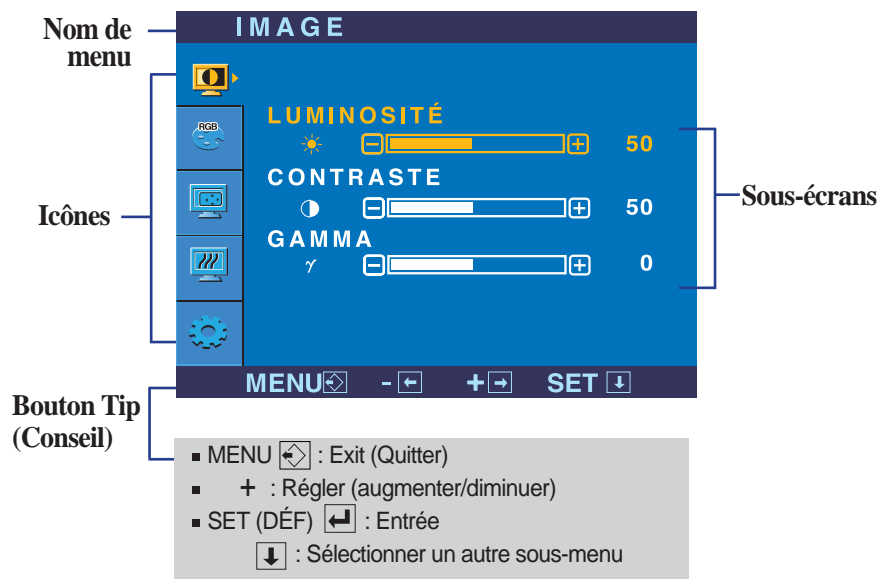 Nom de
menu
IMAGE
RGB
LUMINOSITÉ
50
CONTRASTE
50
GAMMA
γ
0
Icônes
Sous-écrans
MENU - + SET
Bouton Tip
(Conseil)
▪ MENU : Exit (Quitter)
▪ + : Régler (augmenter/diminuer)
▪ SET (DÉF) : Entrée
: Sélectionner un autre sous-menu